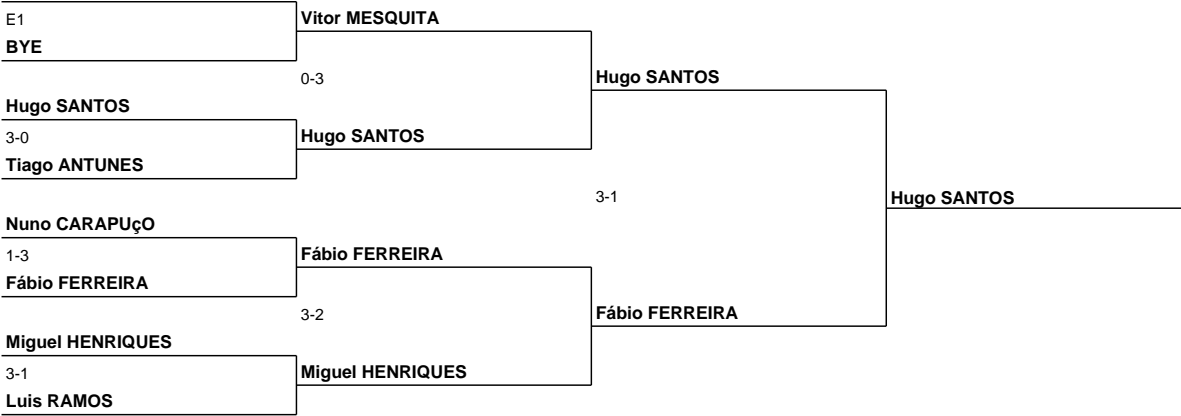 E1
BYE
Vitor MESQUITA
0-3
Hugo SANTOS
Hugo SANTOS
3-0
Tiago ANTUNES
Hugo SANTOS
3-1
Hugo SANTOS
Nuno CARAPUçO
1-3
Fábio FERREIRA
Fábio FERREIRA
3-2
Fábio FERREIRA
Miguel HENRIQUES
3-1
Luis RAMOS
Miguel HENRIQUES